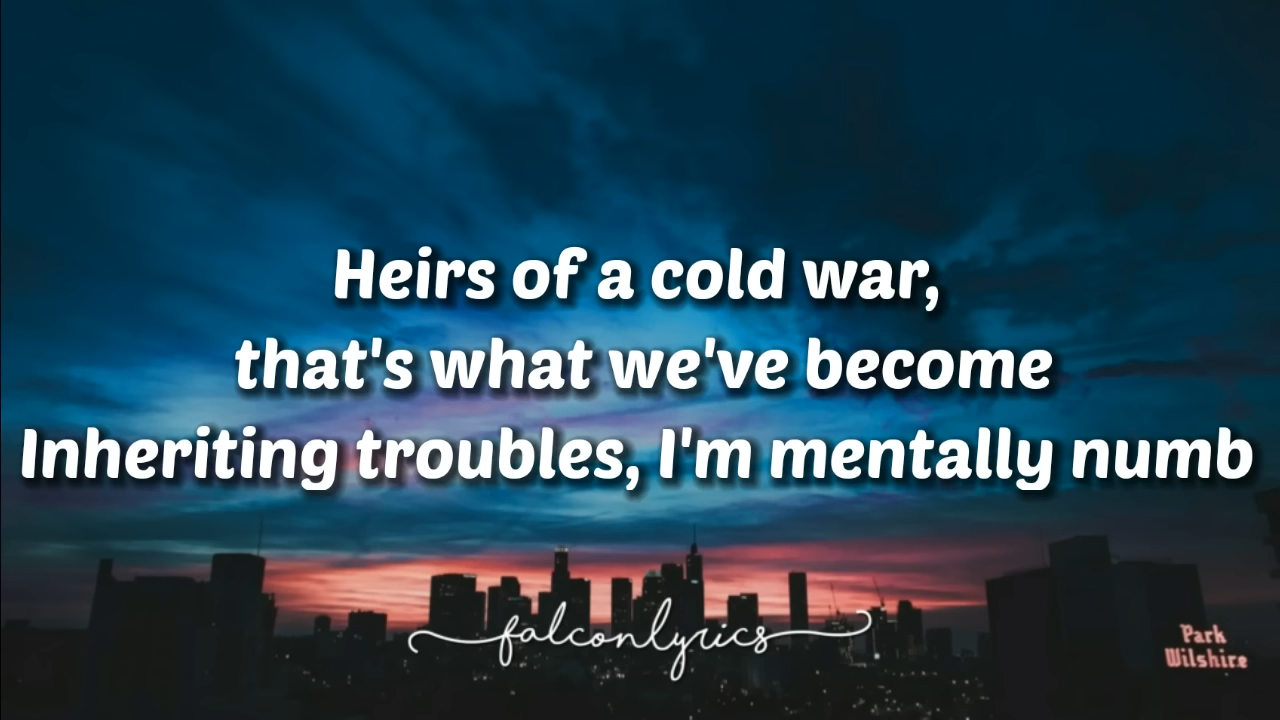 Heirs of a cold war,
that's what we've become
Inheriting troubles, I'm mentally numb
falconlyrics
Park
Wilshire